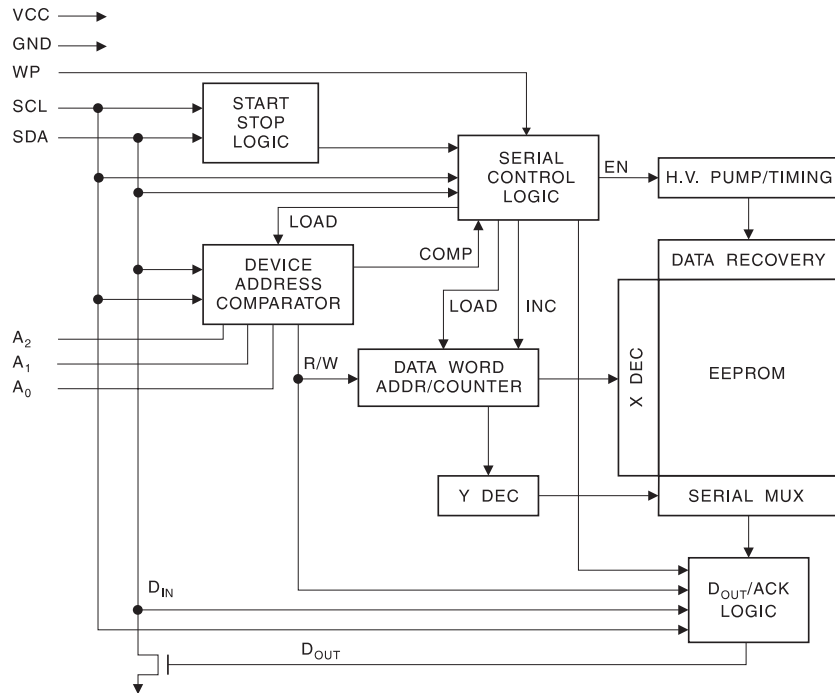 VCC
GND
WP
SCL
SDA
START
STOP
LOGIC
SERIAL
CONTROL
LOGIC
EN
H.V. PUMP/TIMING
LOAD
COMP
DEVICE
ADDRESS
COMPARATOR
LOAD
INC
DATA RECOVERY
A2
A1
A0
R/W
DATA WORD
ADDR/COUNTER
X DEC
EEPROM
Y DEC
SERIAL MUX
DIN
DOUT/ACK
LOGIC
DOUT